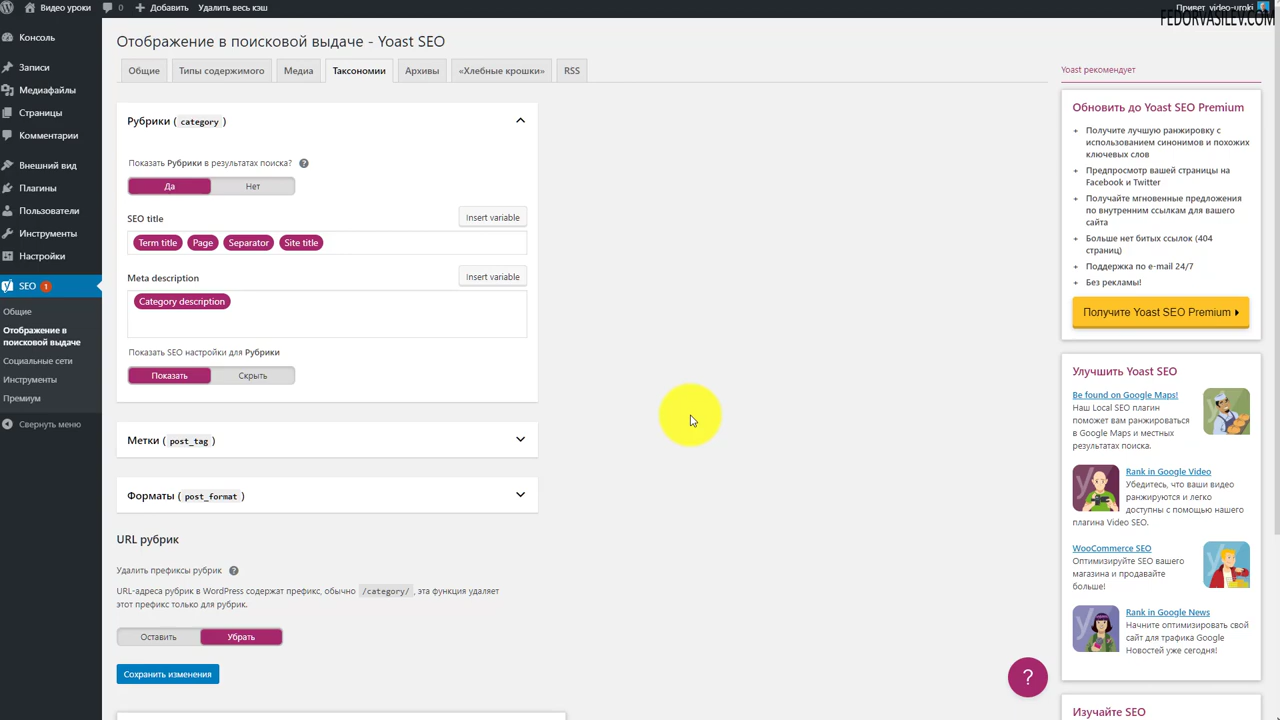 Видео уроки
0
Добавить
Удалить весь кэш
Привет, video-uroki
FEDORVASILEV.COM
Консоль
Записи
Медиафайлы
Страницы
Комментарии
Внешний вид
Плагины
Пользователи
Инструменты
Настройки
SEO 1
Общие
Отображение в
поисковой выдаче
Социальные сети
Инструменты
Премиум
Свернуть меню
Отображение в поисковой выдаче - Yoast SEO
Общие
Типы содержимого
Медиа
Таксономии
Архивы
«Хлебные крошки»
RSS
Рубрики ( category )
Показать Рубрики в результатах поиска? ?
Да
Нет
SEO title
Insert variable
Term title Page Separator Site title
Meta description
Insert variable
Category description
Показать SEO настройки для Рубрики
Показать
Скрыть
Метки ( post_tag )
Форматы ( post_format )
URL рубрик
Удалить префиксы рубрик ?
URL-адреса рубрик в WordPress содержат префикс, обычно /category/ , эта функция удаляет
этот префикс только для рубрик.
Оставить
Убрать
Сохранить изменения
Yoast рекомендует
Обновить до Yoast SEO Premium
+ Получите лучшую ранжировку с
использованием синонимов и похожих
ключевых слов
+ Предпросмотр вашей страницы на
Facebook и Twitter
+ Получайте мгновенные предложения
по внутренним ссылкам для вашего
сайта
+ Больше нет битых ссылок (404
страниц)
+ Поддержка по e-mail 24/7
+ Без рекламы!
Получите Yoast SEO Premium
Улучшить Yoast SEO
Be found on Google Maps!
Наш Local SEO плагин
поможет вам ранжироваться
в Google Maps и местных
результатах поиска.
Rank in Google Video
Убедитесь, что ваши видео
ранжируются и легко
доступны с помощью нашего
плагина Video SEO.
WooCommerce SEO
Оптимизируйте SEO вашего
магазина и продавайте
больше!
Rank in Google News
Начните оптимизировать свой
сайт для трафика Google
Новостей уже сегодня!
?
Изучайте SEO